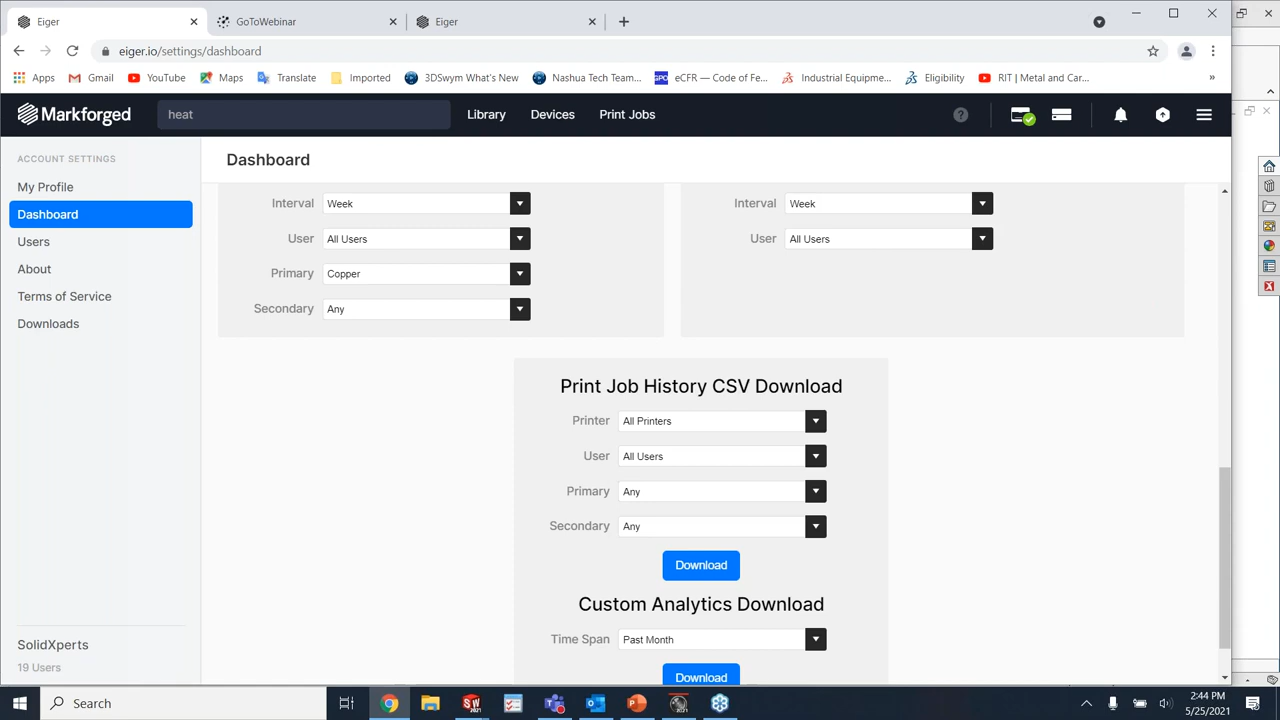 Eiger
GoToWebinar
Eiger
eiger.io/settings/dashboard
Apps
Gmail
YouTube
Maps
Translate
Imported
3DSwym What's New
Nashua Tech Team...
GPO
eCFR — Code of Fe...
Industrial Equipme...
Eligibility
RIT | Metal and Car...
»
Markforged
heat
Library
Devices
Print Jobs
ACCOUNT SETTINGS
My Profile
Dashboard
Users
About
Terms of Service
Downloads
SolidXperts
19 Users
Dashboard
Interval Week
User All Users
Primary Copper
Secondary Any
Interval Week
User All Users
Print Job History CSV Download
Printer All Printers
User All Users
Primary Any
Secondary Any
Download
Custom Analytics Download
Time Span Past Month
Download
Search
2:44 PM
5/25/2021